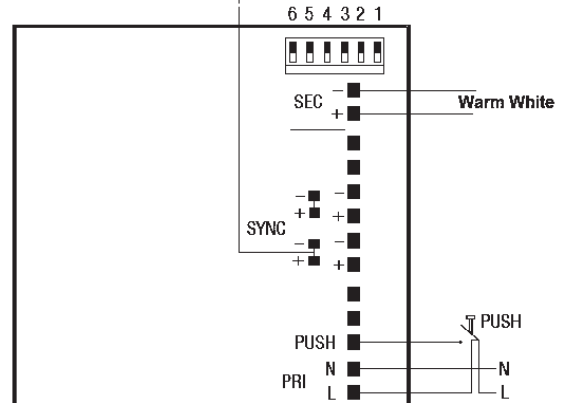 6 5 4 3 2 1
SEC
−
+
Warm White
− −
+ +
SYNC
− −
+ +
PUSH
PUSH
N
N
PRI
L
L